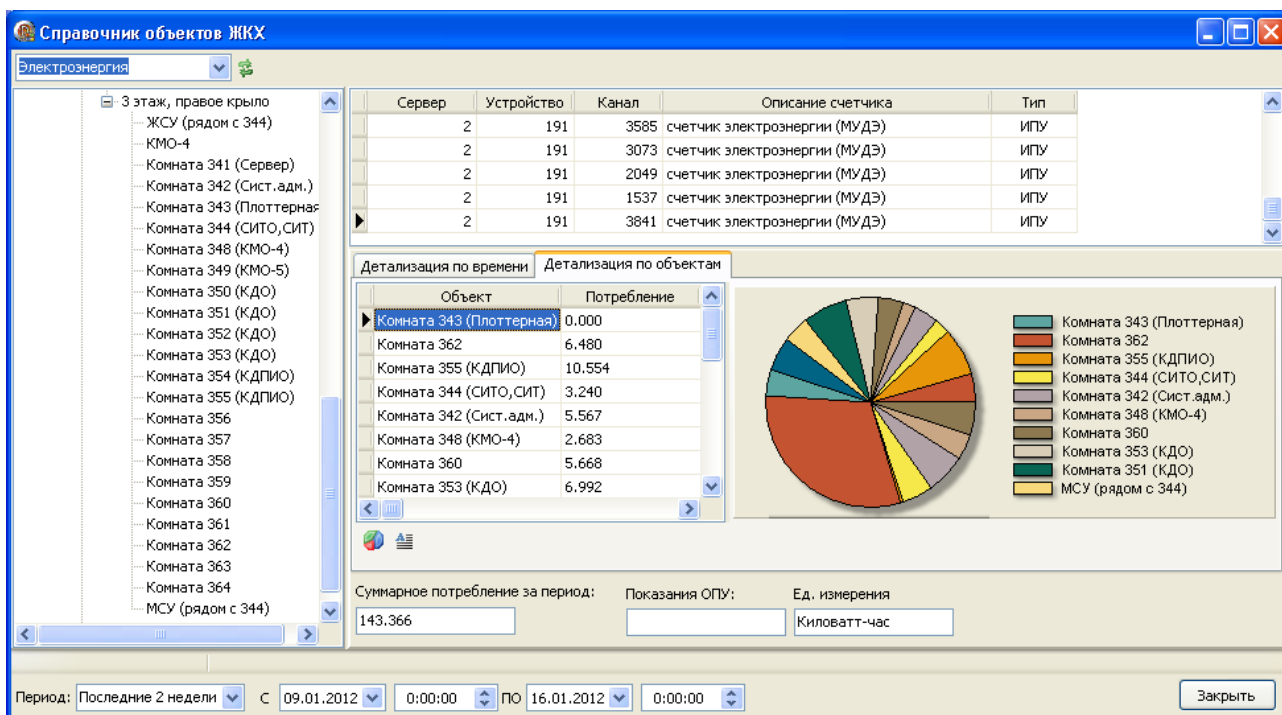 Справочник объектов ЖКХ
Электроэнергия
3 этаж, правое крыло
ЖСУ (рядом с 344)
КМО-4
Комната 341 (Сервер)
Комната 342 (Сист.адм.)
Комната 343 (Плоттерная
Комната 344 (СИТО,СИТ)
Комната 348 (КМО-4)
Комната 349 (КМО-5)
Комната 350 (КДО)
Комната 351 (КДО)
Комната 352 (КДО)
Комната 353 (КДО)
Комната 354 (КДПИО)
Комната 355 (КДПИО)
Комната 356
Комната 357
Комната 358
Комната 359
Комната 360
Комната 361
Комната 362
Комната 363
Комната 364
МСУ (рядом с 344)
Сервер Устройство Канал Описание счетчика Тип
2 191 3585 счетчик электроэнергии (МУДЭ) ИПУ
2 191 3073 счетчик электроэнергии (МУДЭ) ИПУ
2 191 2049 счетчик электроэнергии (МУДЭ) ИПУ
2 191 1537 счетчик электроэнергии (МУДЭ) ИПУ
2 191 3841 счетчик электроэнергии (МУДЭ) ИПУ
Детализация по времени Детализация по объектам
Объект Потребление
Комната 343 (Плоттерная) 0.000
Комната 362 6.480
Комната 355 (КДПИО) 10.554
Комната 344 (СИТО,СИТ) 3.240
Комната 342 (Сист.адм.) 5.567
Комната 348 (КМО-4) 2.683
Комната 360 5.668
Комната 353 (КДО) 6.992
Комната 343 (Плоттерная)
Комната 362
Комната 355 (КДПИО)
Комната 344 (СИТО,СИТ)
Комната 342 (Сист.адм.)
Комната 348 (КМО-4)
Комната 360
Комната 353 (КДО)
Комната 351 (КДО)
МСУ (рядом с 344)
Суммарное потребление за период: Показания ОПУ: Ед. измерения
143.366 Киловатт-час
Период: Последние 2 недели С 09.01.2012 0:00:00 ПО 16.01.2012 0:00:00 Закрыть